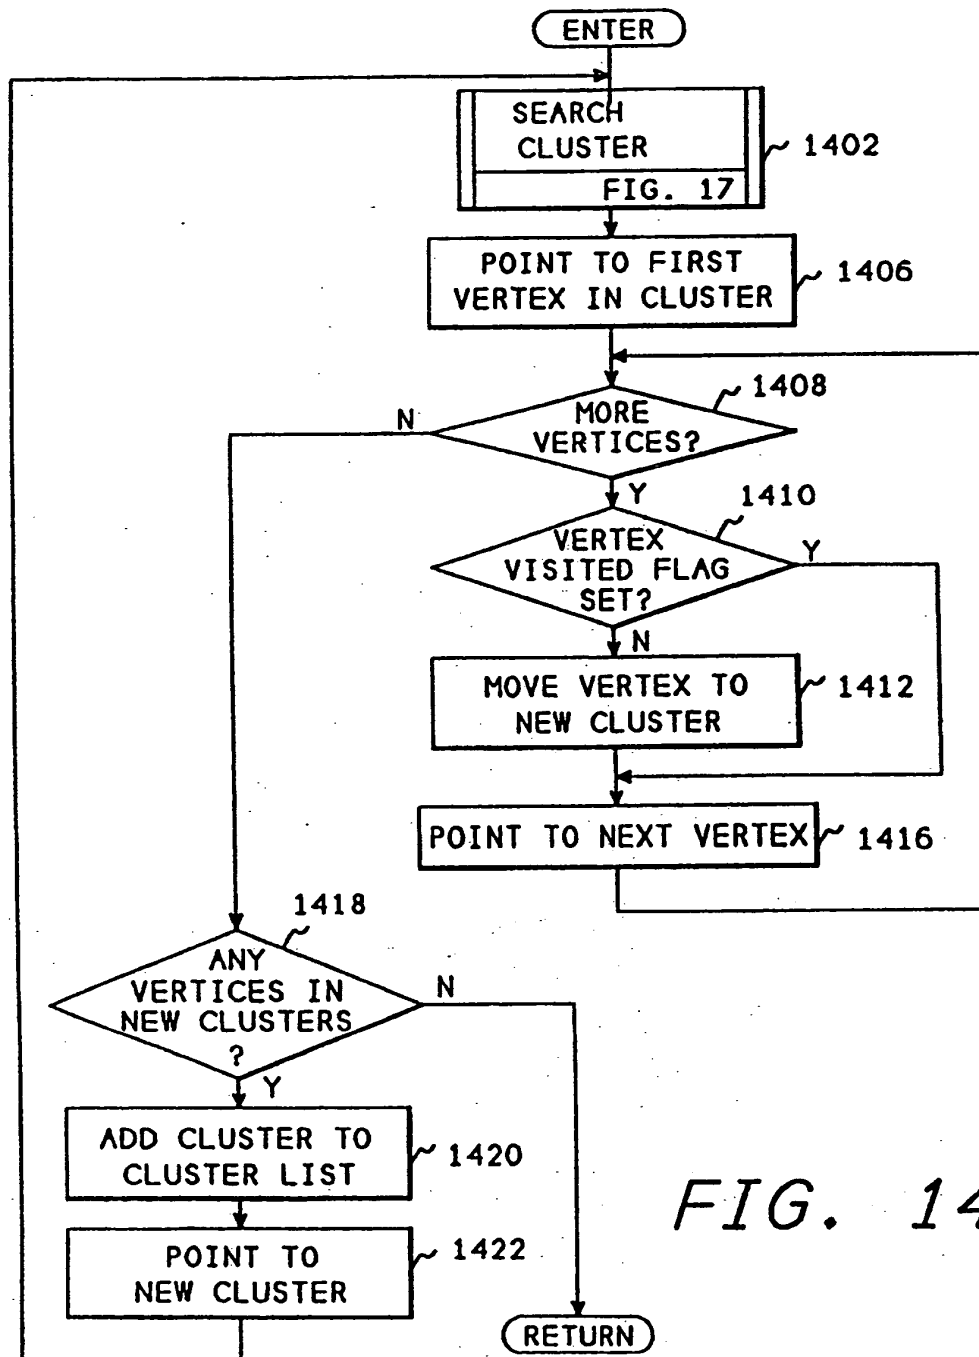 ENTER
SEARCH
CLUSTER
FIG. 17
1402
POINT TO FIRST
VERTEX IN CLUSTER
1406
1408
MORE
VERTICES?
N
Y
1410
VERTEX
VISITED FLAG
SET?
Y
N
MOVE VERTEX TO
NEW CLUSTER
1412
POINT TO NEXT VERTEX
1416
1418
ANY
VERTICES IN
NEW CLUSTERS
?
N
Y
ADD CLUSTER TO
CLUSTER LIST
1420
POINT TO
NEW CLUSTER
1422
RETURN
FIG. 14